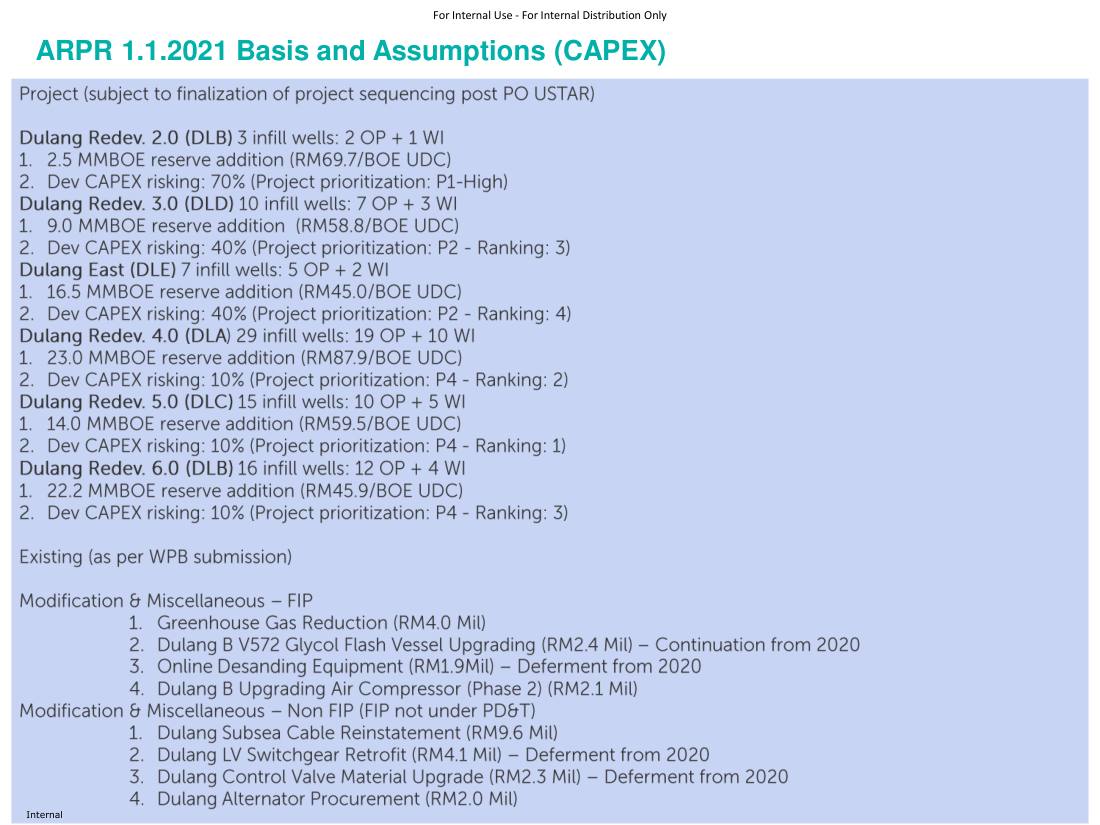 For Internal Use - For Internal Distribution Only
ARPR 1.1.2021 Basis and Assumptions (CAPEX)
Project (subject to finalization of project sequencing post PO USTAR)
Dulang Redev. 2.0 (DLB) 3 infill wells: 2 OP + 1 WI
1. 2.5 MMBOE reserve addition (RM69.7/BOE UDC)
2. Dev CAPEX risking: 70% (Project prioritization: P1-High)
Dulang Redev. 3.0 (DLD) 10 infill wells: 7 OP + 3 WI
1. 9.0 MMBOE reserve addition (RM58.8/BOE UDC)
2. Dev CAPEX risking: 40% (Project prioritization: P2 - Ranking: 3)
Dulang East (DLE) 7 infill wells: 5 OP + 2 WI
1. 16.5 MMBOE reserve addition (RM45.0/BOE UDC)
2. Dev CAPEX risking: 40% (Project prioritization: P2 - Ranking: 4)
Dulang Redev. 4.0 (DLA) 29 infill wells: 19 OP + 10 WI
1. 23.0 MMBOE reserve addition (RM87.9/BOE UDC)
2. Dev CAPEX risking: 10% (Project prioritization: P4 - Ranking: 2)
Dulang Redev. 5.0 (DLC) 15 infill wells: 10 OP + 5 WI
1. 14.0 MMBOE reserve addition (RM59.5/BOE UDC)
2. Dev CAPEX risking: 10% (Project prioritization: P4 - Ranking: 1)
Dulang Redev. 6.0 (DLB) 16 infill wells: 12 OP + 4 WI
1. 22.2 MMBOE reserve addition (RM45.9/BOE UDC)
2. Dev CAPEX risking: 10% (Project prioritization: P4 - Ranking: 3)
Existing (as per WPB submission)
Modification & Miscellaneous – FIP
1. Greenhouse Gas Reduction (RM4.0 Mil)
2. Dulang B V572 Glycol Flash Vessel Upgrading (RM2.4 Mil) – Continuation from 2020
3. Online Desanding Equipment (RM1.9Mil) – Deferment from 2020
4. Dulang B Upgrading Air Compressor (Phase 2) (RM2.1 Mil)
Modification & Miscellaneous – Non FIP (FIP not under PD&T)
1. Dulang Subsea Cable Reinstatement (RM9.6 Mil)
2. Dulang LV Switchgear Retrofit (RM4.1 Mil) – Deferment from 2020
3. Dulang Control Valve Material Upgrade (RM2.3 Mil) – Deferment from 2020
4. Dulang Alternator Procurement (RM2.0 Mil)
Internal